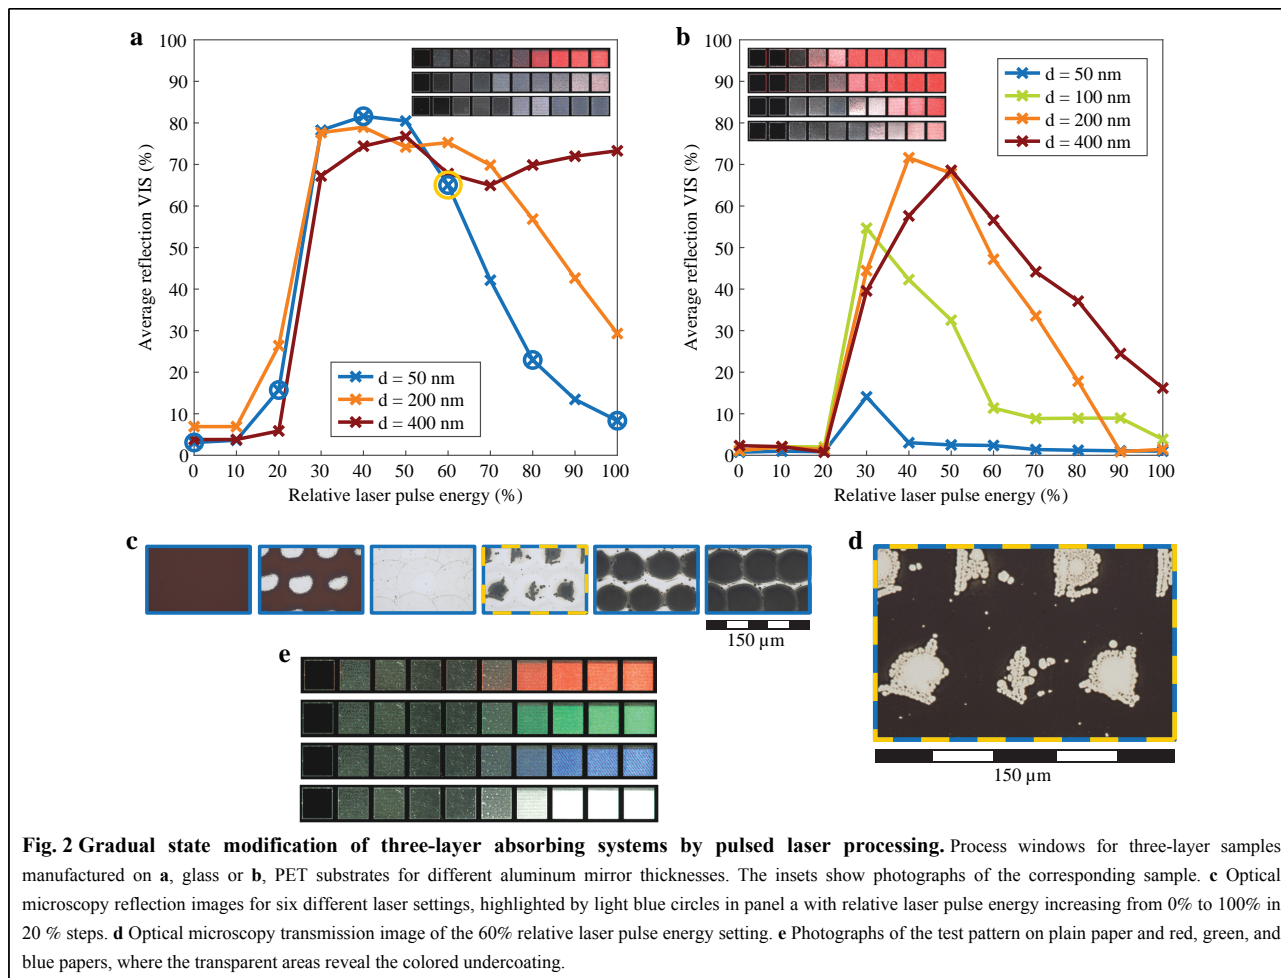 a
100
90
80
70
60
50
40
30
20
10
0
Average reflection VIS (%)
d = 50 nm
d = 200 nm
d = 400 nm
0 10 20 30 40 50 60 70 80 90 100
Relative laser pulse energy (%)
b
100
90
80
70
60
50
40
30
20
10
0
Average reflection VIS (%)
d = 50 nm
d = 100 nm
d = 200 nm
d = 400 nm
0 10 20 30 40 50 60 70 80 90 100
Relative laser pulse energy (%)
c
150 µm
d
150 µm
e
Fig. 2 Gradual state modification of three-layer absorbing systems by pulsed laser processing. Process windows for three-layer samples
manufactured on a, glass or b, PET substrates for different aluminum mirror thicknesses. The insets show photographs of the corresponding sample. c Optical
microscopy reflection images for six different laser settings, highlighted by light blue circles in panel a with relative laser pulse energy increasing from 0% to 100% in
20 % steps. d Optical microscopy transmission image of the 60% relative laser pulse energy setting. e Photographs of the test pattern on plain paper and red, green, and
blue papers, where the transparent areas reveal the colored undercoating.